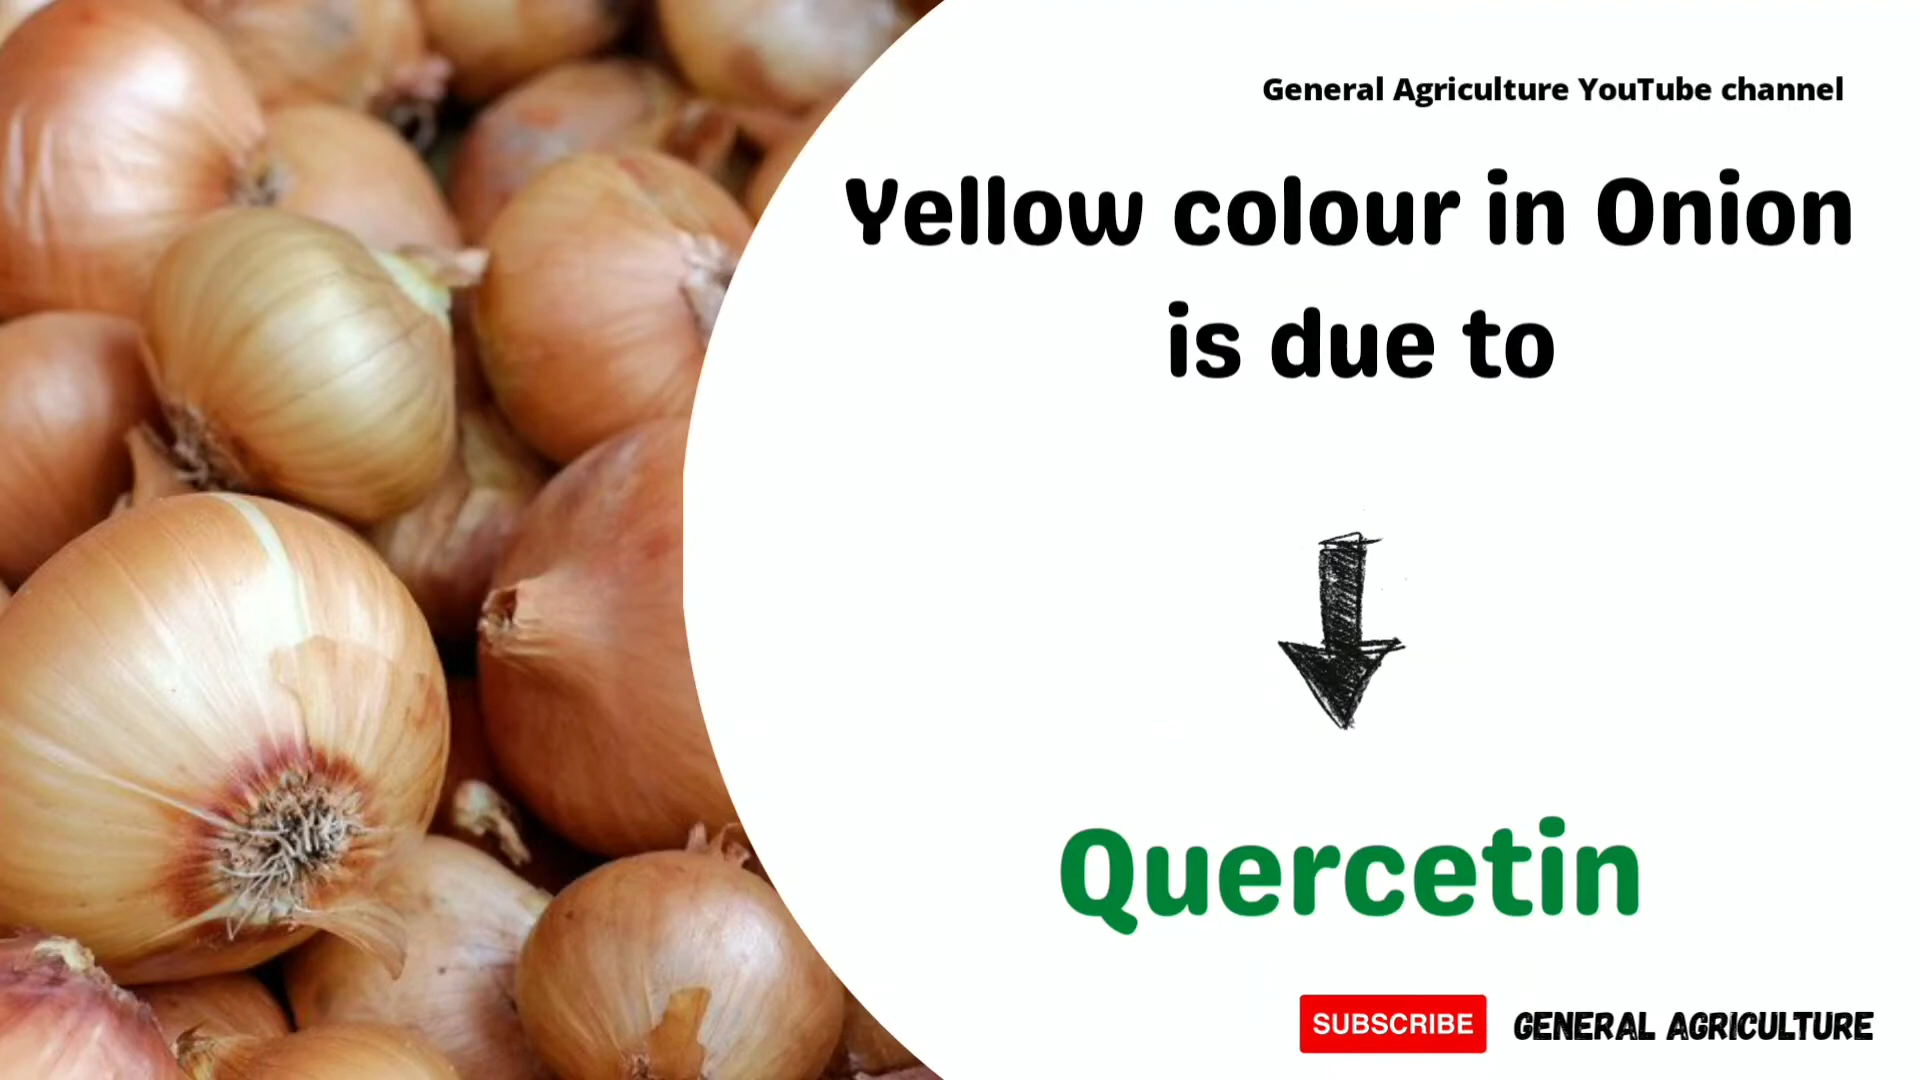 General Agriculture YouTube channel
Yellow colour in Onion
is due to
Quercetin
SUBSCRIBE GENERAL AGRICULTURE